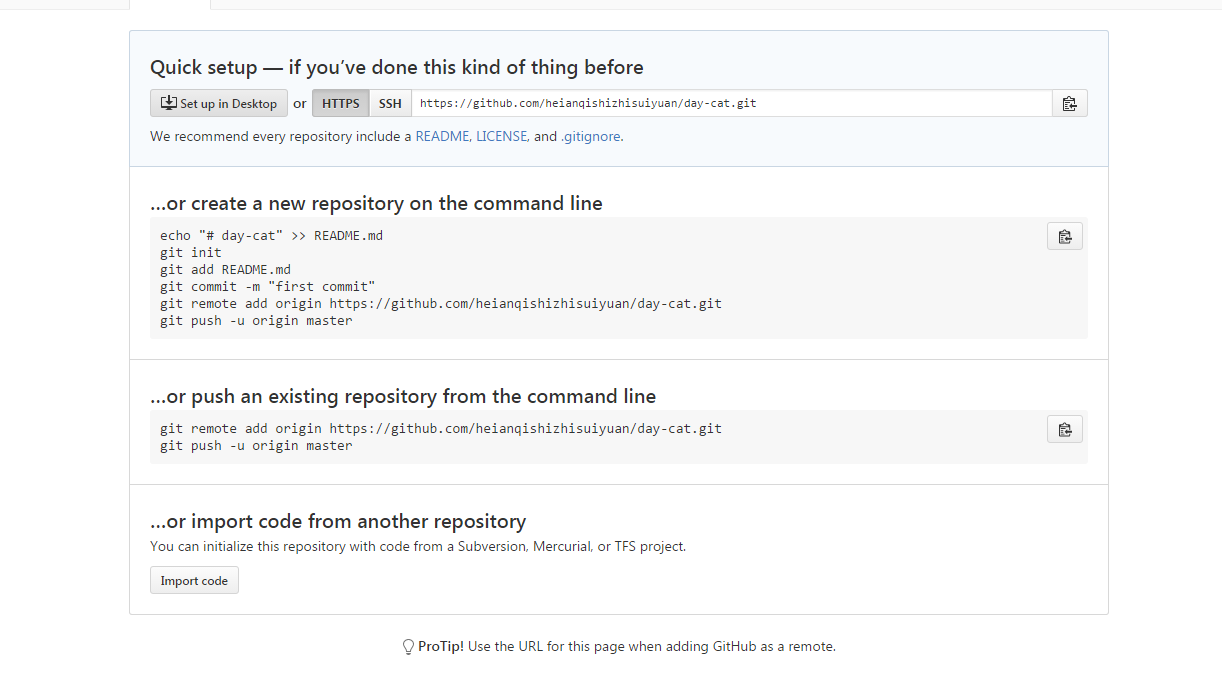 Quick setup — if you’ve done this kind of thing before
Set up in Desktop or HTTPS SSH https://github.com/heianqishizhisuiyuan/day-cat.git
We recommend every repository include a README, LICENSE, and .gitignore.
…or create a new repository on the command line
echo "# day-cat" >> README.md
git init
git add README.md
git commit -m "first commit"
git remote add origin https://github.com/heianqishizhisuiyuan/day-cat.git
git push -u origin master
…or push an existing repository from the command line
git remote add origin https://github.com/heianqishizhisuiyuan/day-cat.git
git push -u origin master
…or import code from another repository
You can initialize this repository with code from a Subversion, Mercurial, or TFS project.
Import code
ProTip! Use the URL for this page when adding GitHub as a remote.